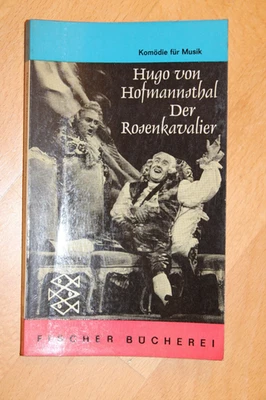 Komödie für Musik
Hugo von
Hofmannsthal
Der
Rosenkavalier
FISCHER BÜCHEREI